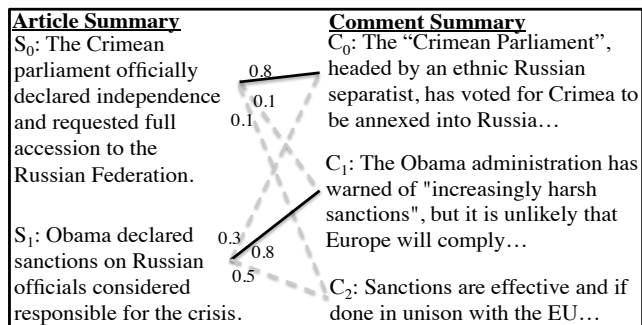 Article Summary
S0: The Crimean
parliament officially
declared independence
and requested full
accession to the
Russian Federation.
S1: Obama declared
sanctions on Russian
officials considered
responsible for the crisis.
0.8
0.1
0.1
0.3
0.8
0.5
Comment Summary
C0: The “Crimean Parliament”,
headed by an ethnic Russian
separatist, has voted for Crimea to
be annexed into Russia…
C1: The Obama administration has
warned of "increasingly harsh
sanctions", but it is unlikely that
Europe will comply…
C2: Sanctions are effective and if
done in unison with the EU…